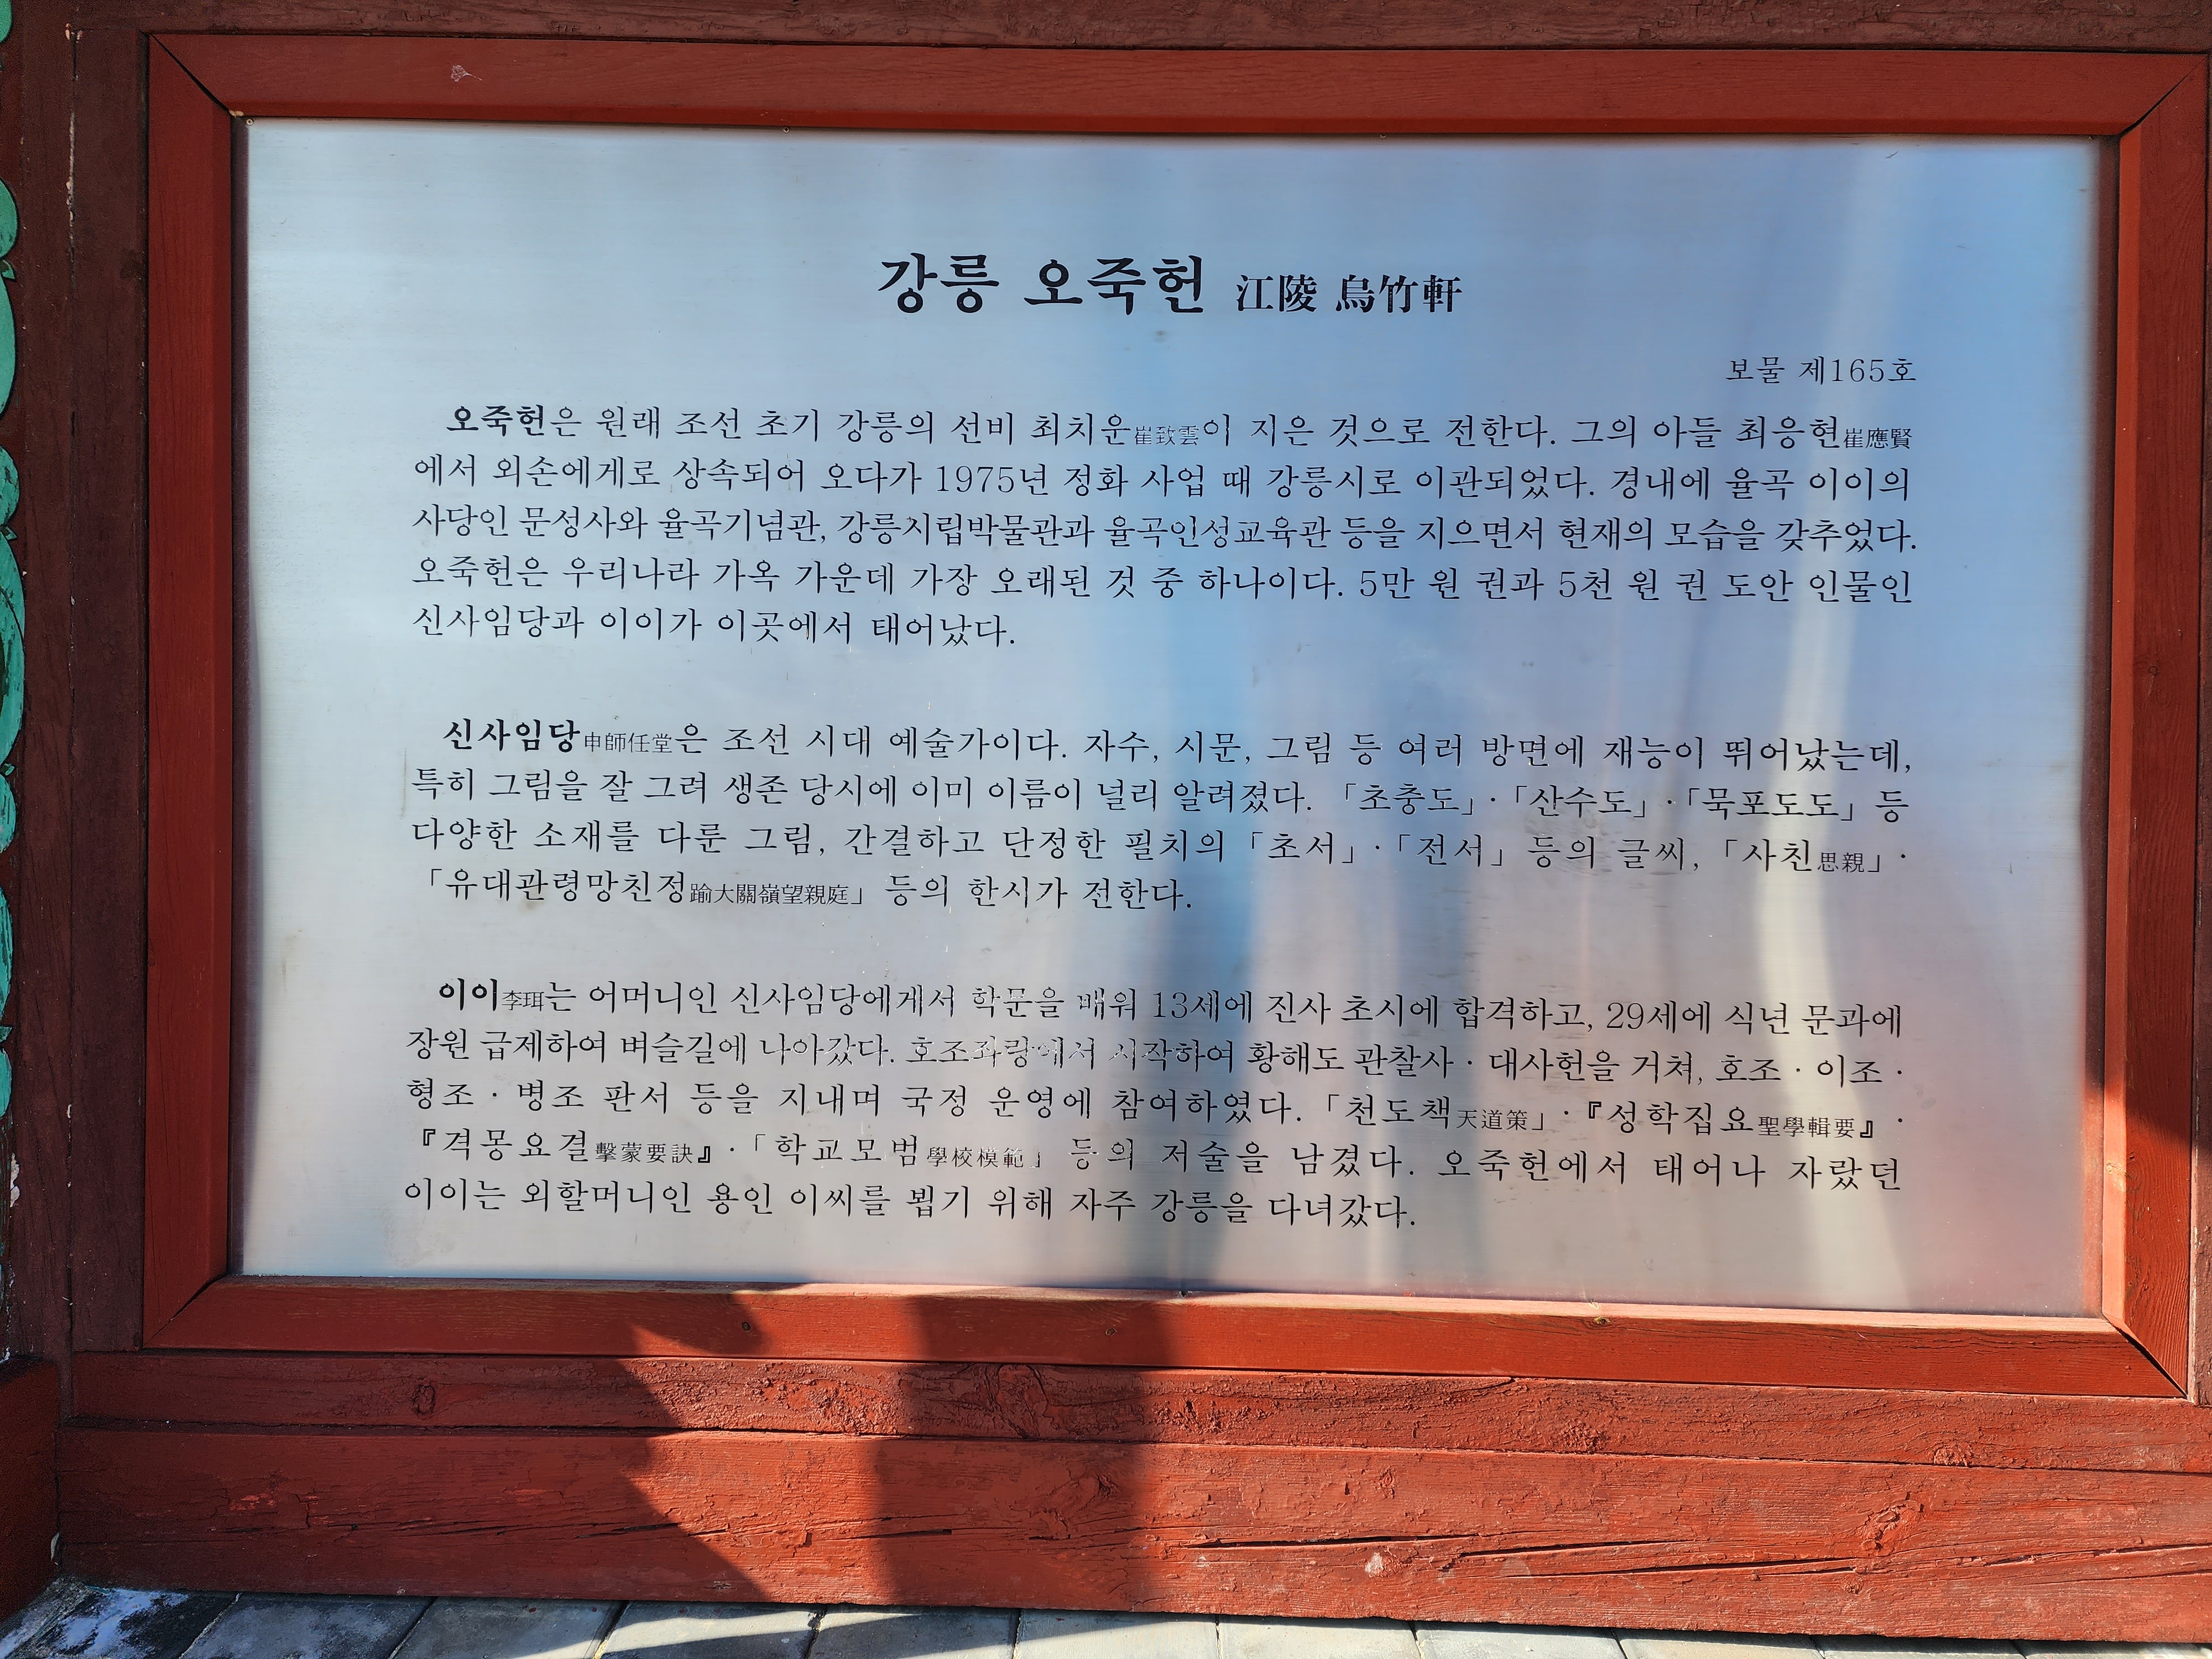 강릉 오죽헌 江陵 烏竹軒
보물 제165호
오죽헌은 원래 조선 초기 강릉의 선비 최치운崔致雲이 지은 것으로 전한다. 그의 아들 최응현崔應賢
에서 외손에게로 상속되어 오다가 1975년 정화 사업 때 강릉시로 이관되었다. 경내에 율곡 이이의
사당인 문성사와 율곡기념관, 강릉시립박물관과 율곡인성교육관 등을 지으면서 현재의 모습을 갖추었다.
오죽헌은 우리나라 가옥 가운데 가장 오래된 것 중 하나이다. 5만 원 권과 5천 원 권 도안 인물인
신사임당과 이이가 이곳에서 태어났다.
신사임당申師任堂은 조선 시대 예술가이다. 자수, 시문, 그림 등 여러 방면에 재능이 뛰어났는데,
특히 그림을 잘 그려 생존 당시에 이미 이름이 널리 알려졌다. 「초충도」·「산수도」·「묵포도도」 등
다양한 소재를 다룬 그림, 간결하고 단정한 필치의 「초서」·「전서」 등의 글씨, 「사친思親」·
「유대관령망친정踰大關嶺望親庭」 등의 한시가 전한다.
이이李珥는 어머니인 신사임당에게서 학문을 배워 13세에 진사 초시에 합격하고, 29세에 식년 문과에
장원 급제하여 벼슬길에 나아갔다. 호조좌랑에서 시작하여 황해도 관찰사 · 대사헌을 거쳐, 호조 · 이조 ·
형조 · 병조 판서 등을 지내며 국정 운영에 참여하였다. 「천도책天道策」·『성학집요聖學輯要』·
『격몽요결擊蒙要訣』·「학교모범學校模範」 등의 저술을 남겼다. 오죽헌에서 태어나 자랐던
이이는 외할머니인 용인 이씨를 뵙기 위해 자주 강릉을 다녀갔다.